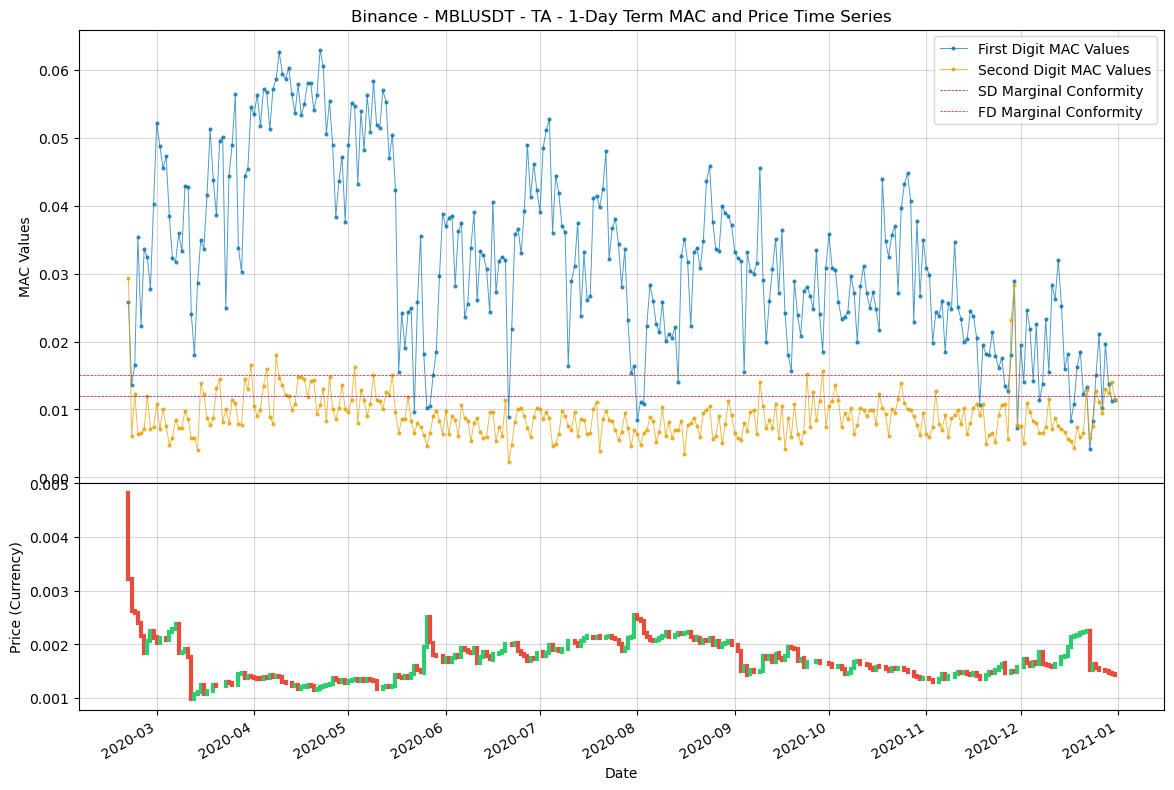 Binance - MBLUSDT - TA - 1-Day Term MAC and Price Time Series
First Digit MAC Values
Second Digit MAC Values
SD Marginal Conformity
FD Marginal Conformity
MAC Values
0.06
0.05
0.04
0.03
0.02
0.01
0.00
Price (Currency)
0.005
0.004
0.003
0.002
0.001
2020-03
2020-04
2020-05
2020-06
2020-07
2020-08
2020-09
2020-10
2020-11
2020-12
2021-01
Date